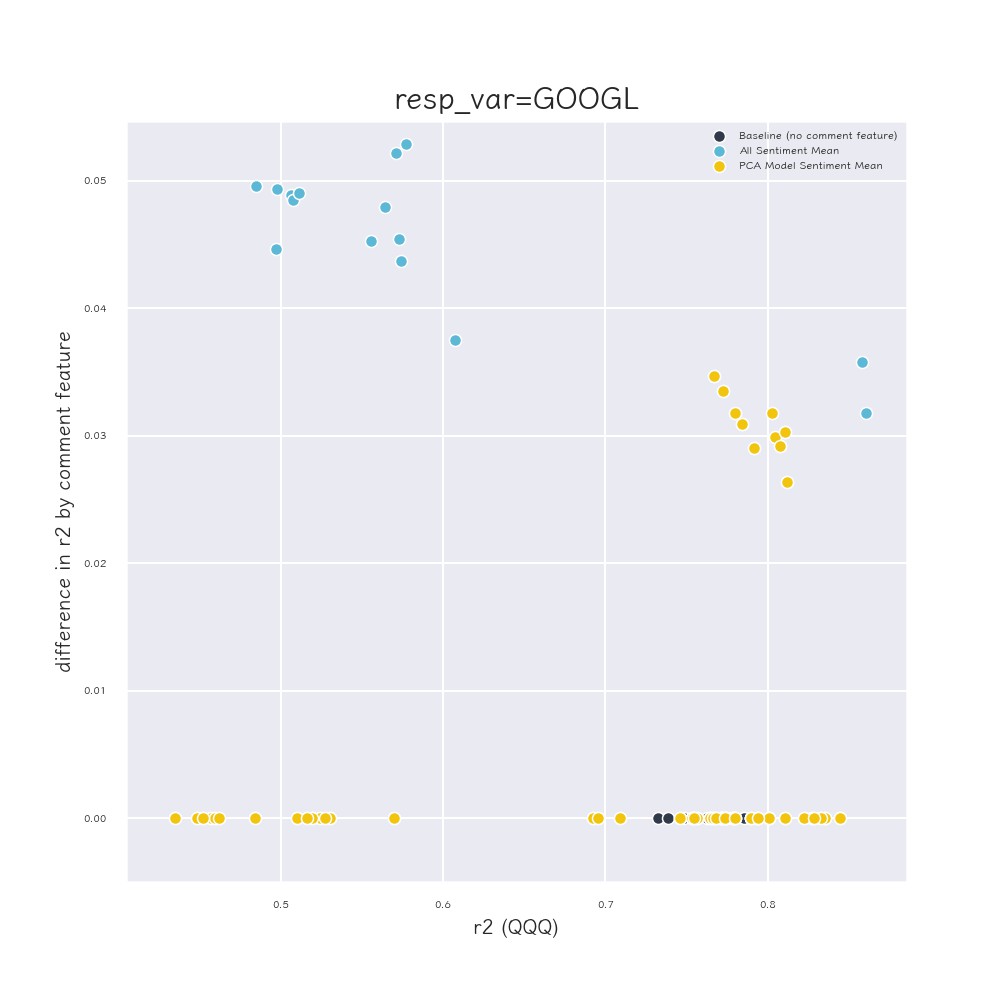 resp_var=GOOGL
Baseline (no comment feature)
All Sentiment Mean
PCA Model Sentiment Mean
difference in r2 by comment feature
0.05
0.04
0.03
0.02
0.01
0.00
0.5
0.6
0.7
0.8
r2 (QQQ)